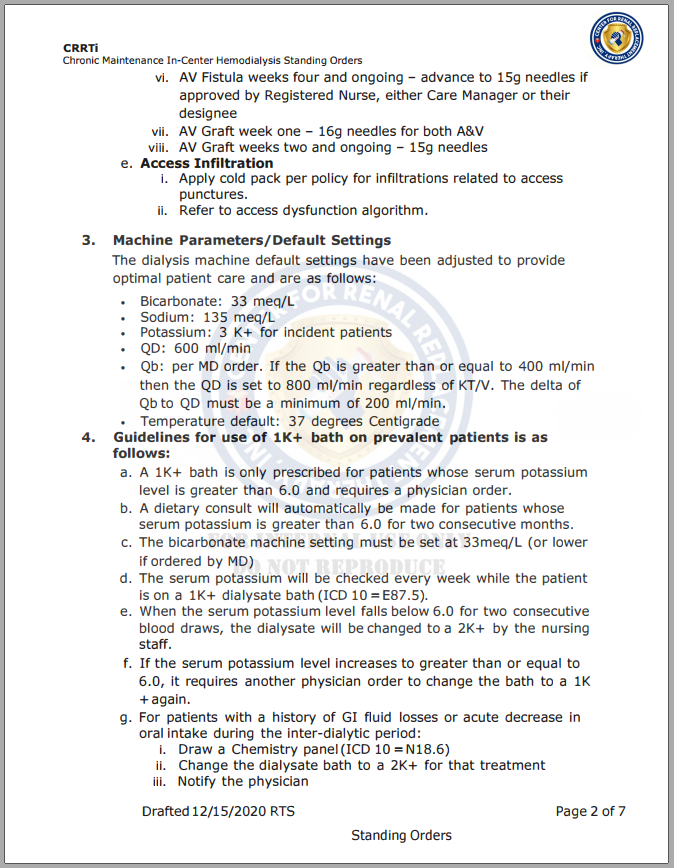 CRRTi
Chronic Maintenance In-Center Hemodialysis Standing Orders
vi. AV Fistula weeks four and ongoing – advance to 15g needles if
approved by Registered Nurse, either Care Manager or their
designee
vii. AV Graft week one – 16g needles for both A&V
viii. AV Graft weeks two and ongoing – 15g needles
e. Access Infiltration
i. Apply cold pack per policy for infiltrations related to access
punctures.
ii. Refer to access dysfunction algorithm.
3. Machine Parameters/Default Settings
The dialysis machine default settings have been adjusted to provide
optimal patient care and are as follows:
• Bicarbonate: 33 meq/L
• Sodium: 135 meq/L
• Potassium: 3 K+ for incident patients
• QD: 600 ml/min
• Qb: per MD order. If the Qb is greater than or equal to 400 ml/min
then the QD is set to 800 ml/min regardless of KT/V. The delta of
Qb to QD must be a minimum of 200 ml/min.
• Temperature default: 37 degrees Centigrade
4. Guidelines for use of 1K+ bath on prevalent patients is as
follows:
a. A 1K+ bath is only prescribed for patients whose serum potassium
level is greater than 6.0 and requires a physician order.
b. A dietary consult will automatically be made for patients whose
serum potassium is greater than 6.0 for two consecutive months.
c. The bicarbonate machine setting must be set at 33meq/L (or lower
if ordered by MD)
FOR INTERNAL USE ONLY
DO NOT REPRODUCE
d. The serum potassium will be checked every week while the patient
is on a 1K+ dialysate bath (ICD 10 = E87.5).
e. When the serum potassium level falls below 6.0 for two consecutive
blood draws, the dialysate will be changed to a 2K+ by the nursing
staff.
f. If the serum potassium level increases to greater than or equal to
6.0, it requires another physician order to change the bath to a 1K
+ again.
g. For patients with a history of GI fluid losses or acute decrease in
oral intake during the inter-dialytic period:
i. Draw a Chemistry panel (ICD 10 = N18.6)
ii. Change the dialysate bath to a 2K+ for that treatment
iii. Notify the physician
Drafted 12/15/2020 RTS
Page 2 of 7
Standing Orders